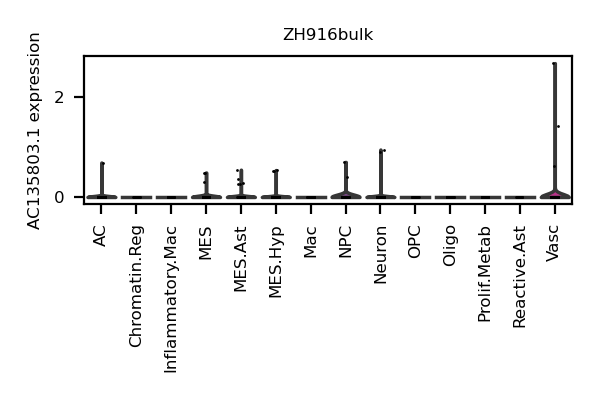 ZH916bulk
AC135803.1 expression
2
0
AC
Chromatin.Reg
Inflammatory.Mac
MES
MES.Ast
MES.Hyp
Mac
NPC
Neuron
OPC
Oligo
Prolif.Metab
Reactive.Ast
Vasc